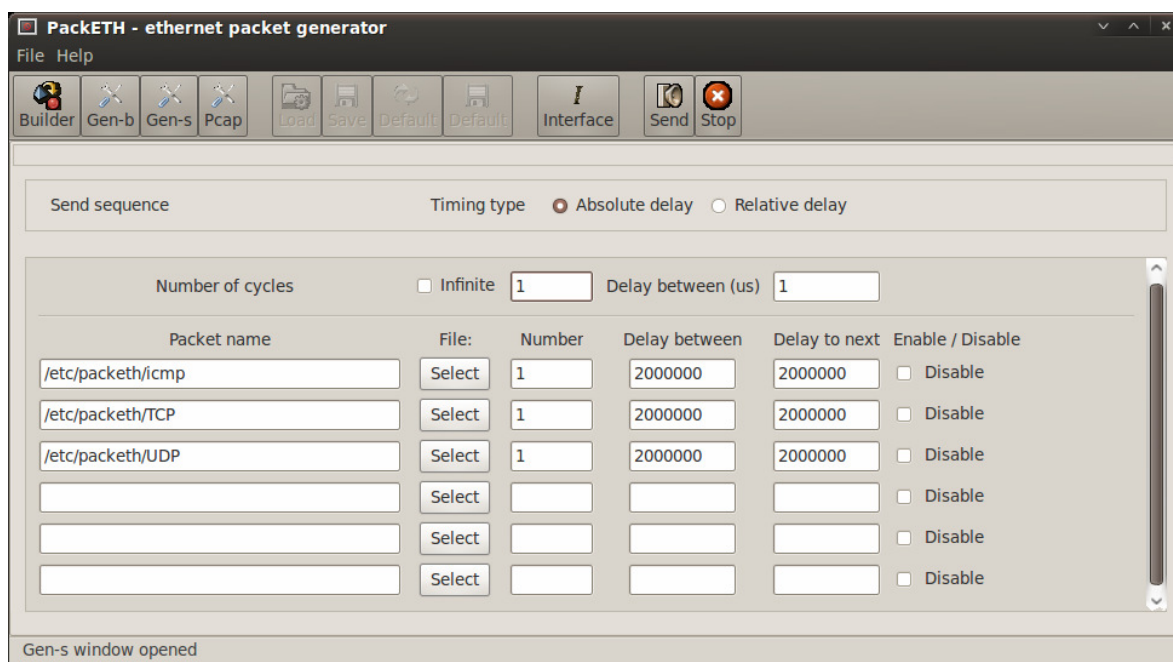 PackETH - ethernet packet generator
File Help
Builder Gen-b Gen-s Pcap Load Save Default Default Interface Send Stop
Send sequence Timing type Absolute delay Relative delay
Number of cycles Infinite 1 Delay between (us) 1
Packet name File: Number Delay between Delay to next Enable / Disable
/etc/packeth/icmp Select 1 2000000 2000000 Disable
/etc/packeth/TCP Select 1 2000000 2000000 Disable
/etc/packeth/UDP Select 1 2000000 2000000 Disable
Select Disable
Select Disable
Select Disable
Gen-s window opened